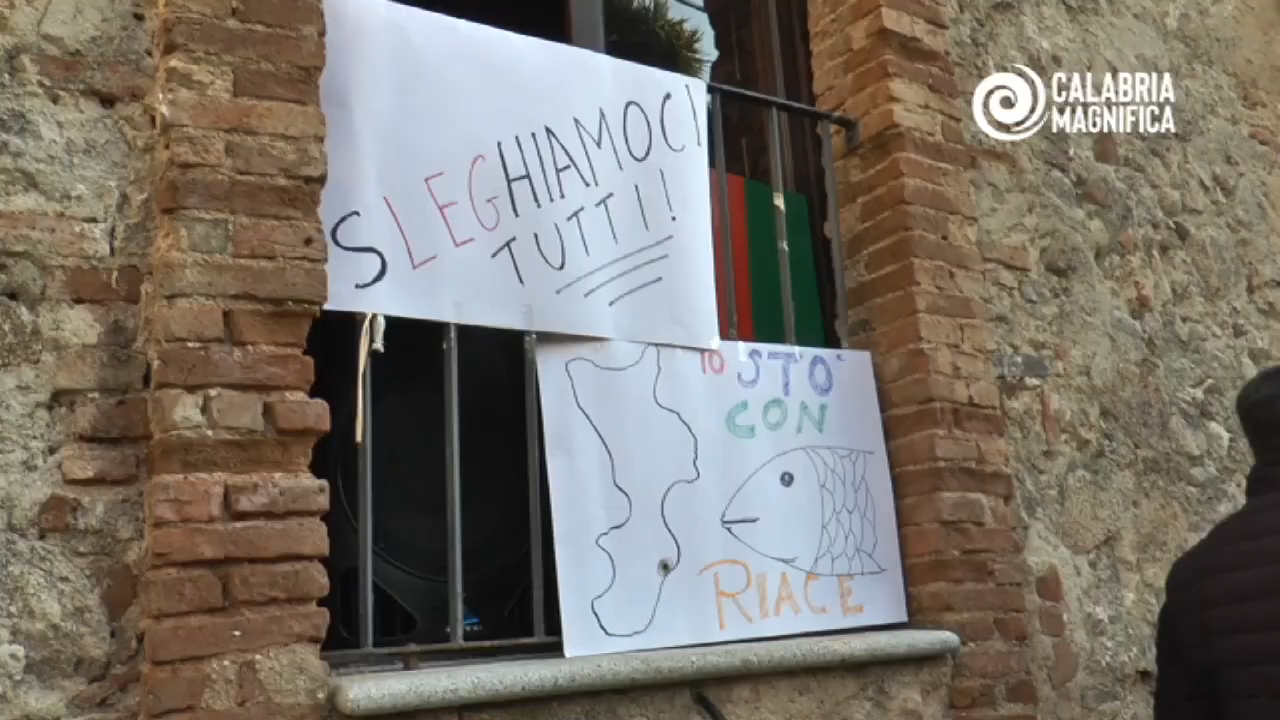 CALABRIA
MAGNIFICA
SLEGHIAMOCI
TUTTI!
IO STO
CON
RIACE